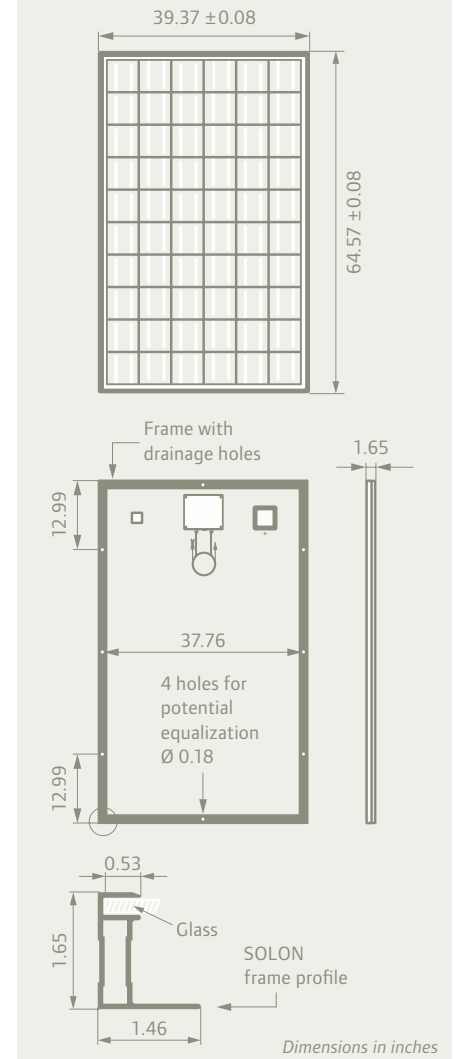 39.37 ±0.08
64.57 ±0.08
Frame with
drainage holes
1.65
12.99
37.76
4 holes for
potential
equalization
Ø 0.18
12.99
0.53
Glass
1.65
SOLON
frame profile
1.46
Dimensions in inches